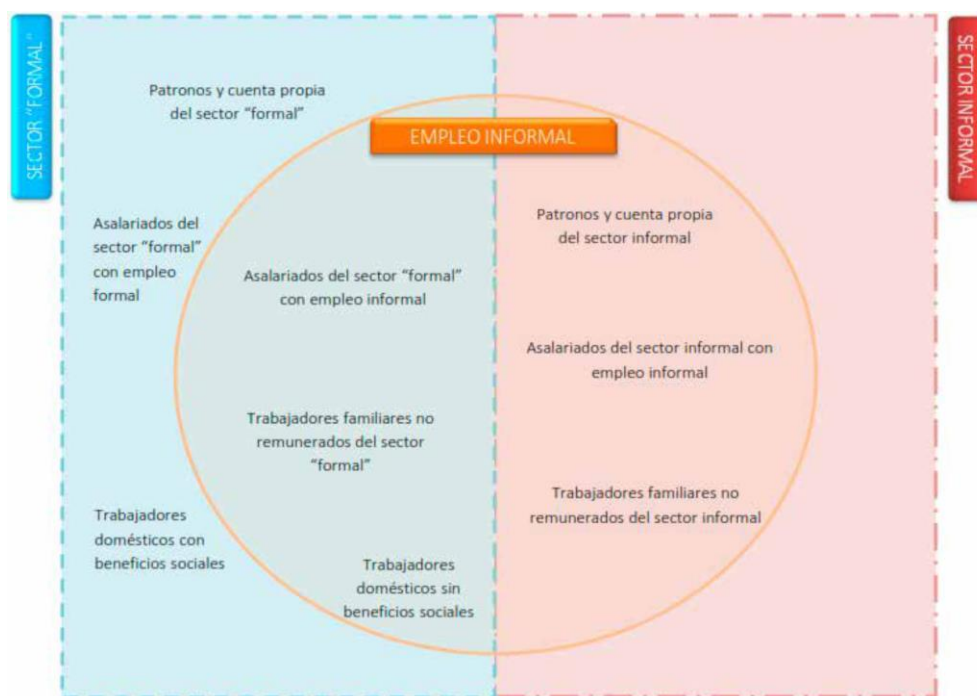 SECTOR "FORMAL"
SECTOR INFORMAL
Patronos y cuenta propia
del sector "formal"
EMPLEO INFORMAL
Asalariados del
sector "formal"
con empleo
formal
Patronos y cuenta propia
del sector informal
Asalariados del sector "formal"
con empleo informal
Asalariados del sector informal con
empleo informal
Trabajadores familiares no
remunerados del sector
"formal"
Trabajadores familiares no
remunerados del sector informal
Trabajadores
domésticos con
beneficios sociales
Trabajadores
domésticos sin
beneficios sociales